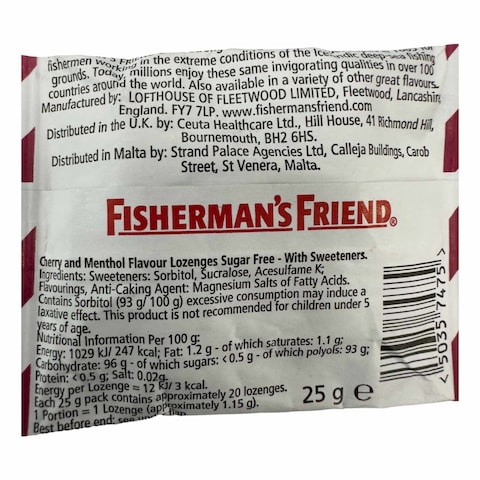 fishermen working in the extreme conditions of the Icelandic deep-sea fishing
grounds. Today, millions enjoy these same invigorating qualities in over 100
countries around the world. Also available in a variety of other great flavours.
Manufactured by: LOFTHOUSE OF FLEETWOOD LIMITED, Fleetwood, Lancashire,
England. FY7 7LP. www.fishermansfriend.com
Distributed in the U.K. by: Ceuta Healthcare Ltd., Hill House, 41 Richmond Hill,
Bournemouth, BH2 6HS.
Distributed in Malta by: Strand Palace Agencies Ltd, Calleja Buildings, Carob
Street, St Venera, Malta.
FISHERMAN'S FRIEND®
Cherry and Menthol Flavour Lozenges Sugar Free - With Sweeteners.
Ingredients: Sweeteners: Sorbitol, Sucralose, Acesulfame K;
Flavourings, Anti-Caking Agent: Magnesium Salts of Fatty Acids.
Contains Sorbitol (93 g/ 100 g) excessive consumption may induce a
laxative effect. This product is not recommended for children under 5
years of age.
Nutritional Information Per 100 g;
Energy: 1029 kJ/ 247 kcal; Fat: 1.2 g - of which saturates: 1.1 g;
Carbohydrate: 96 g - of which sugars: <0.5 g - of which polyols: 93 g;
Protein: <0.5 g; Salt: 0.02g.
Energy per Lozenge = 12 kJ/ 3 kcal.
Each 25 g pack contains approximately 20 lozenges.
1 Portion = 1 Lozenge (approximately 1.15 g).
Best before end: see under flap
25 g e
50357475